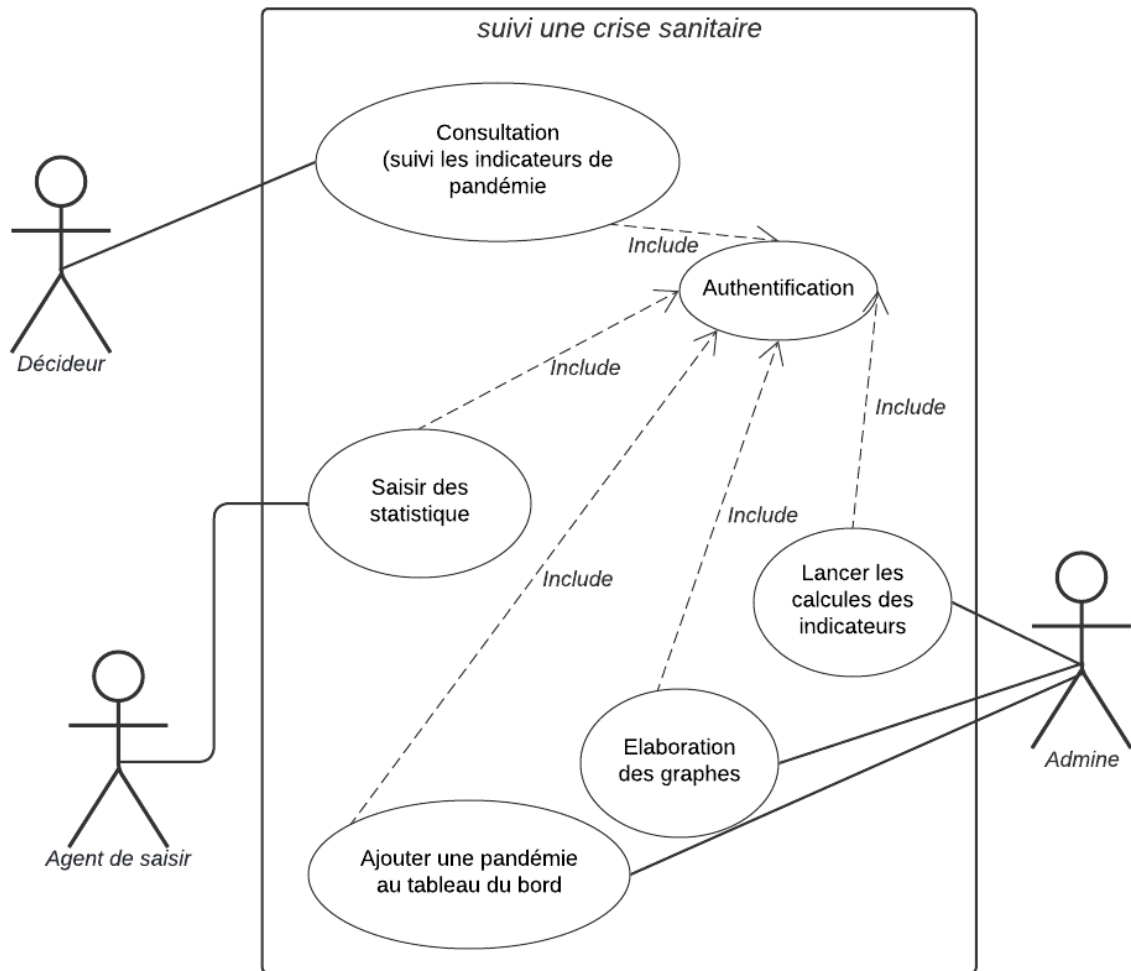 suivi une crise sanitaire
Consultation
(suivi les indicateurs de
pandémie
Include
Authentification
Décideur
Include
Include
Saisir des
statistique
Include
Include
Lancer les
calcules des
indicateurs
Elaboration
des graphes
Admine
Agent de saisir
Ajouter une pandémie
au tableau du bord